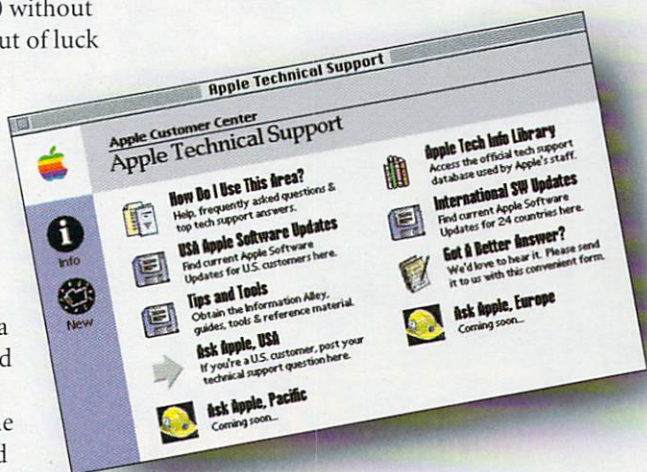 0 without
ut of luck
a
d
e
d
Apple Technical Support
Apple Customer Center
Apple Technical Support
Info
New
How Do I Use This Area?
Help, frequently asked questions &
top tech support answers.
USA Apple Software Updates
Find current Apple Software
Updates for U.S. customers here.
Tips and Tools
Obtain the Information Alley,
guides, tools & reference material.
Ask Apple, USA
If you're a U.S. customer, post your
technical support question here.
Ask Apple, Pacific
Coming soon...
Apple Tech Info Library
Access the official tech support
database used by Apple's staff.
International SW Updates
Find current Apple Software
Updates for 24 countries here.
Got A Better Answer?
We'd love to hear it. Please send
it to us with this convenient form.
Ask Apple, Europe
Coming soon...